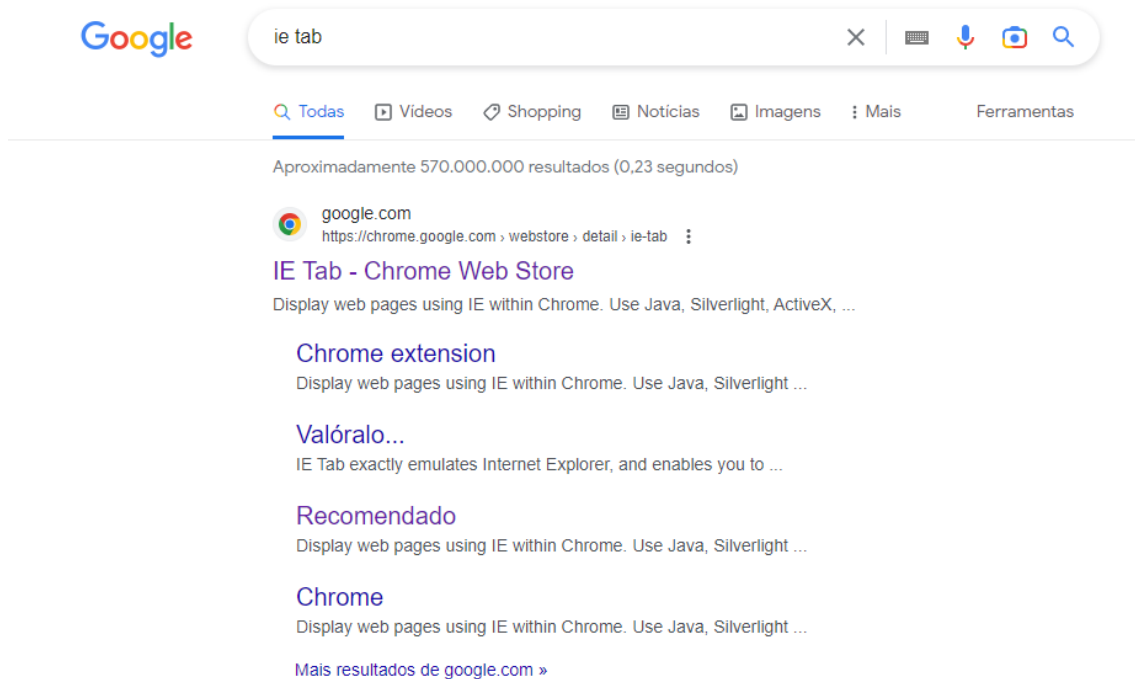 Google
ie tab
Todas Vídeos Shopping Notícias Imagens Mais Ferramentas
Aproximadamente 570.000.000 resultados (0,23 segundos)
google.com
https://chrome.google.com › webstore › detail › ie-tab
IE Tab - Chrome Web Store
Display web pages using IE within Chrome. Use Java, Silverlight, ActiveX, ...
Chrome extension
Display web pages using IE within Chrome. Use Java, Silverlight ...
Valóralo...
IE Tab exactly emulates Internet Explorer, and enables you to ...
Recomendado
Display web pages using IE within Chrome. Use Java, Silverlight ...
Chrome
Display web pages using IE within Chrome. Use Java, Silverlight ...
Mais resultados de google.com »